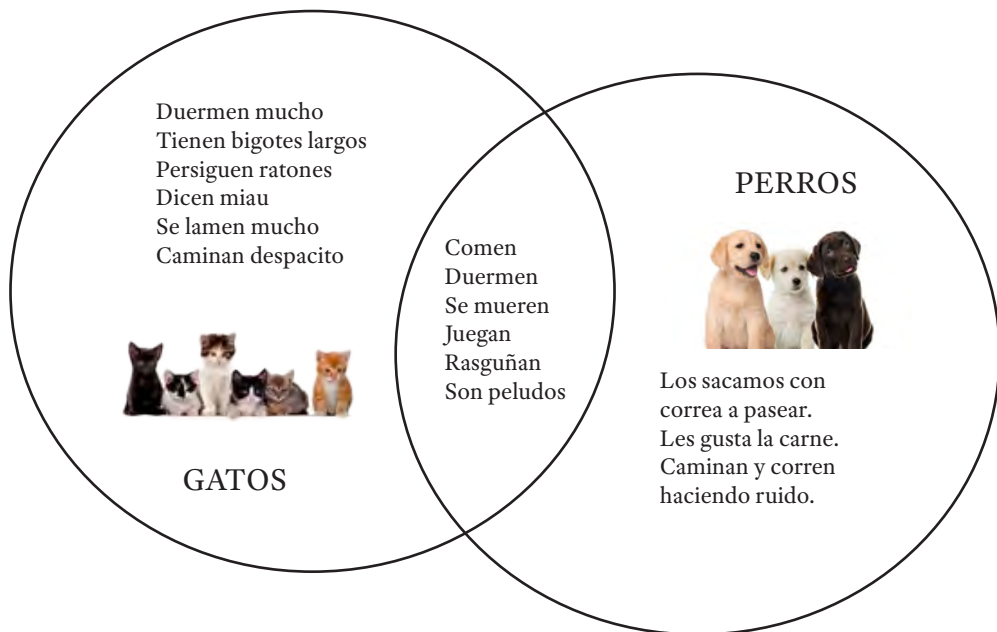 Duermen mucho
Tienen bigotes largos
Persiguen ratones
Dicen miau
Se lamen mucho
Caminan despacito
GATOS
Comen
Duermen
Se mueren
Juegan
Rasguñan
Son peludos
PERROS
Los sacamos con
correa a pasear.
Les gusta la carne.
Caminan y corren
haciendo ruido.